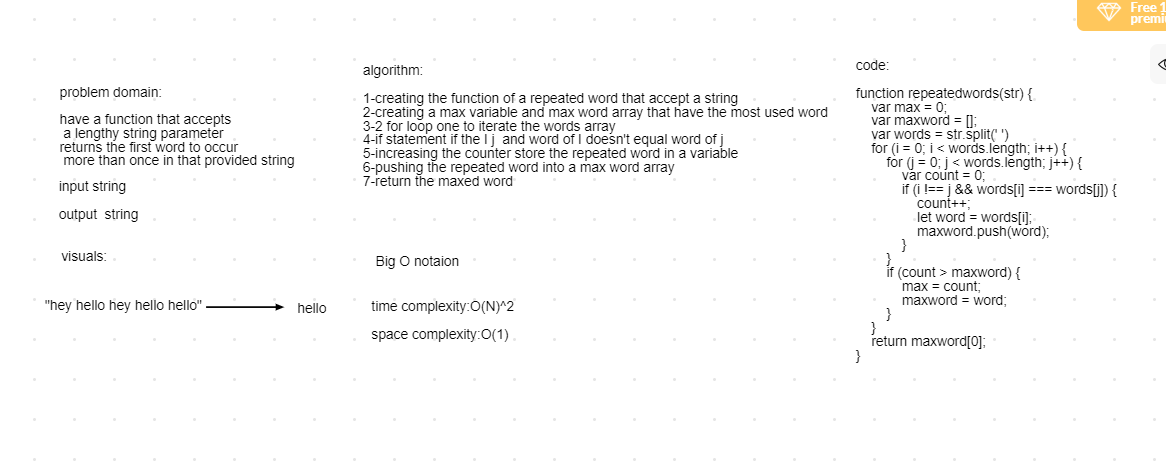 Free 1
premi
problem domain:
have a function that accepts
a lengthy string parameter
returns the first word to occur
more than once in that provided string
input string
output string
visuals:
"hey hello hey hello hello"
hello
algorithm:
1-creating the function of a repeated word that accept a string
2-creating a max variable and max word array that have the most used word
3-2 for loop one to iterate the words array
4-if statement if the I j and word of I doesn't equal word of j
5-increasing the counter store the repeated word in a variable
6-pushing the repeated word into a max word array
7-return the maxed word
Big O notaion
time complexity:O(N)^2
space complexity:O(1)
code:
function repeatedwords(str) {
var max = 0;
var maxword = [];
var words = str.split(' ')
for (i = 0; i < words.length; i++) {
for (j = 0; j < words.length; j++) {
var count = 0;
if (i !== j && words[i] === words[j]) {
count++;
let word = words[i];
maxword.push(word);
}
}
if (count > maxword) {
max = count;
maxword = word;
}
}
return maxword[0];
}